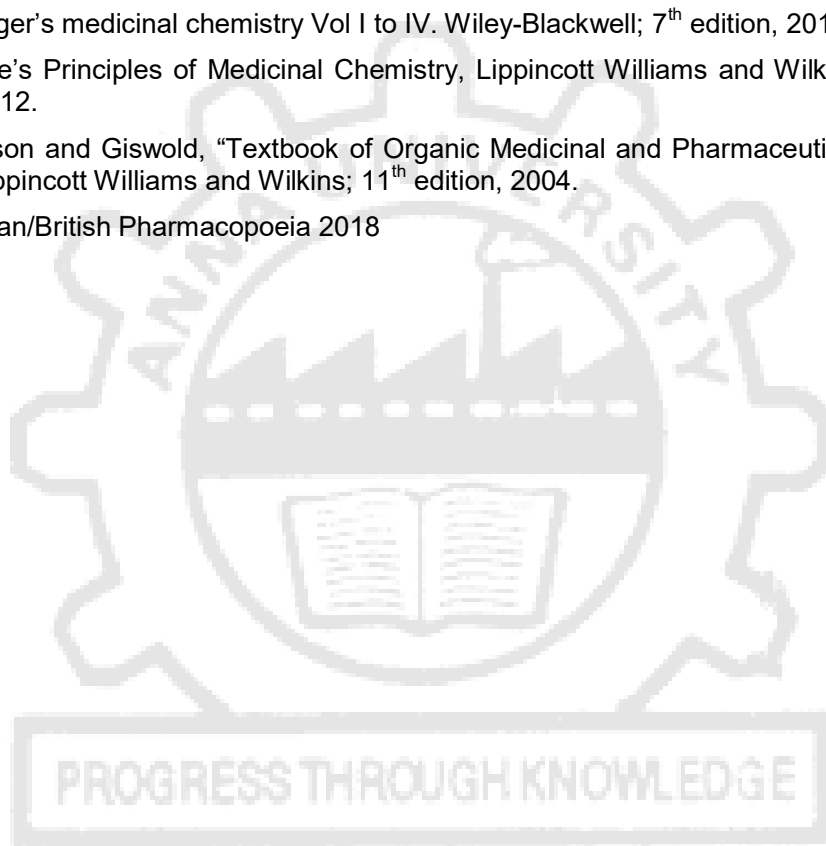 ger’s medicinal chemistry Vol I to IV. Wiley-Blackwell; 7th edition, 201
e’s Principles of Medicinal Chemistry, Lippincott Williams and Wilk
12.
son and Giswold, “Textbook of Organic Medicinal and Pharmaceuti
ppincott Williams and Wilkins; 11th edition, 2004.
an/British Pharmacopoeia 2018
ANNA UNIVERSITY
PROGRESS THROUGH KNOWLEDGE